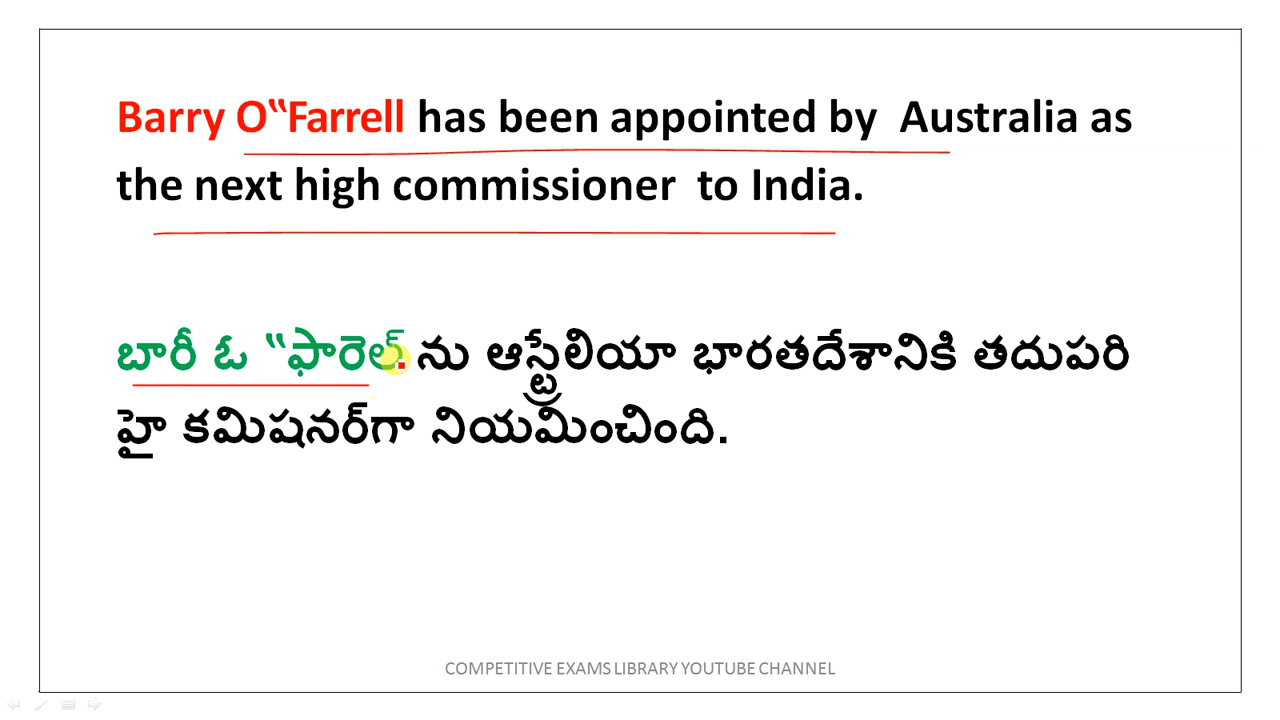 Barry O‟Farrell has been appointed by Australia as
the next high commissioner to India.
బారీ ఓ ‟ఫారెల్ ను ఆస్ట్రేలియా భారతదేశానికి తదుపరి
హై కమిషనర్‌గా నియమించింది.
COMPETITIVE EXAMS LIBRARY YOUTUBE CHANNEL